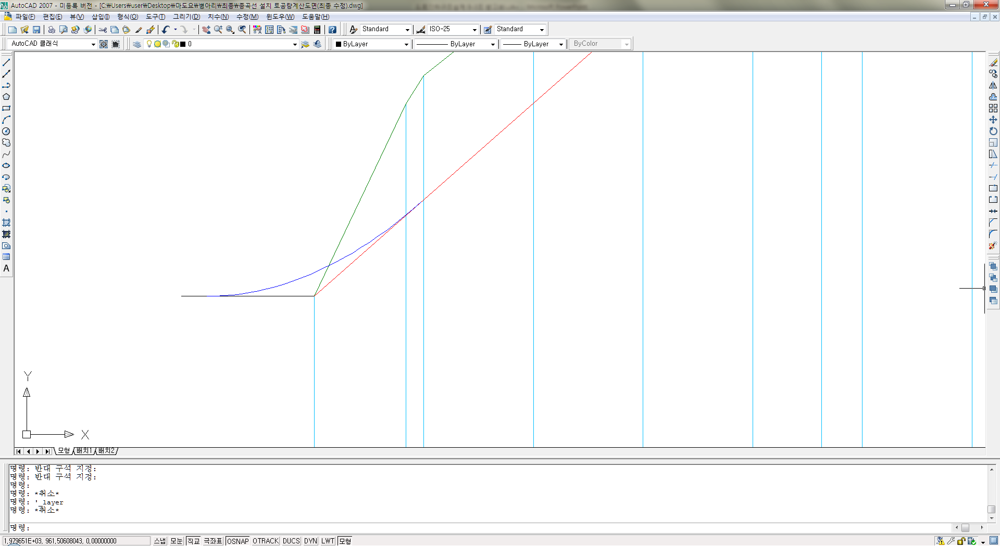 AutoCAD 2007 - 미등록 버전 - [C:￦Users￦user￦Desktop￦마도요￦병아리￦최종￦종곡선 설치 토공량계산도면(최종 수정).dwg]
파일(F) 편집(E) 뷰(V) 삽입(I) 형식(O) 도구(T) 그리기(D) 치수(N) 수정(M) 윈도우(W) 도움말(H)
Standard ISO-25 Standard
AutoCAD 클래식 0 ByLayer ByLayer ByLayer ByColor
A
Y
X
모형 배치1 배치2
명령: 반대 구석 지정:
명령: 반대 구석 지정:
명령:
명령: *취소*
명령: '_layer
명령: *취소*
명령:
1,979651E+03, 961,50608043, 0,00000000 스냅 모눈 직교 극좌표 OSNAP OTRACK DUCS DYN LWT 모형